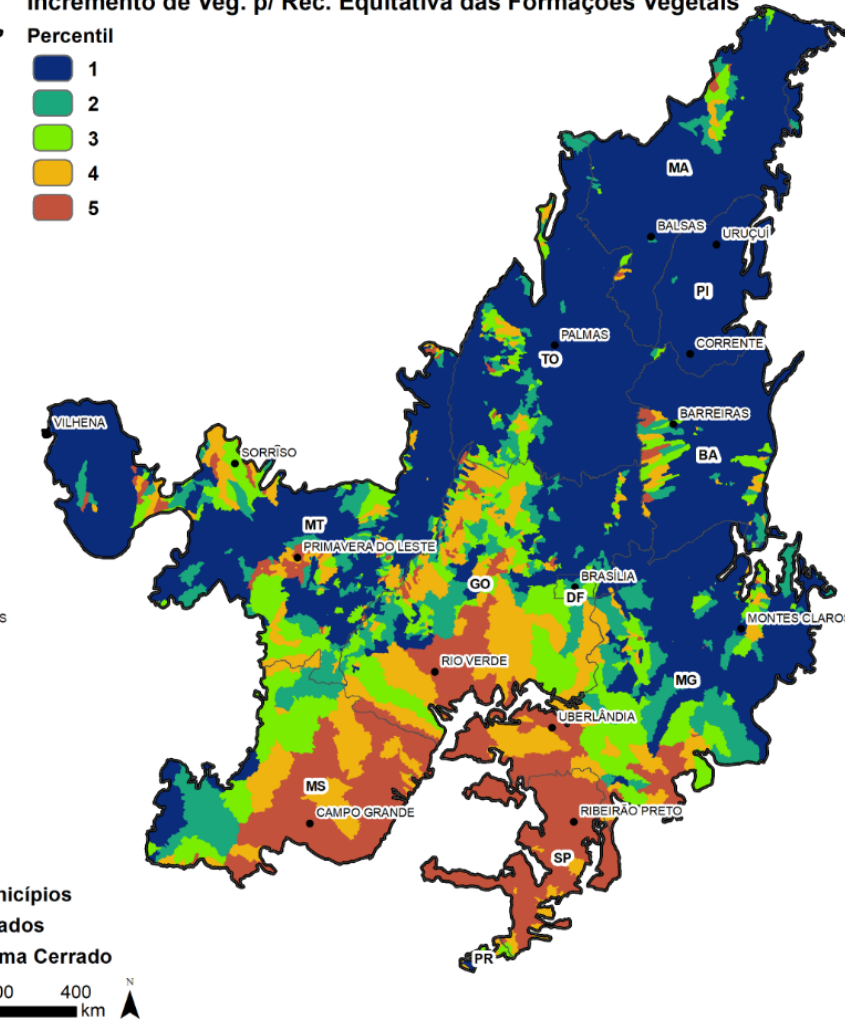 Incremento de Veg. p/ Rec. Equitativa das Formações Vegetais
Percentil
1
2
3
4
5
MA
BALSAS
URUÇUÍ
PI
PALMAS
TO
CORRENTE
VILHENA
BARREIRAS
SORRISO
BA
MT
PRIMAVERA DO LESTE
BRASÍLIA
GO
DF
MONTES CLAROS
RIO VERDE
MG
UBERLÂNDIA
MS
CAMPO GRANDE
RIBEIRÃO PRETO
SP
PR
nicípios
ados
ma Cerrado
00 400
km
N